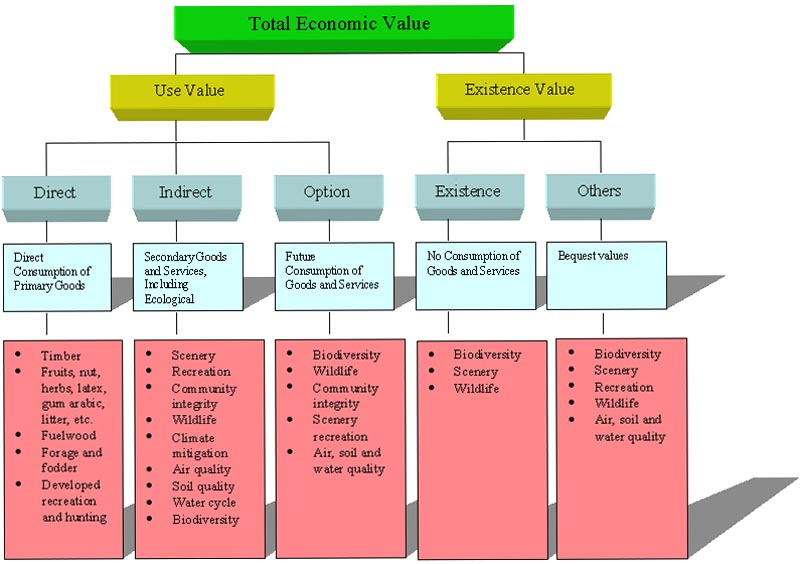 Total Economic Value
Use Value
Existence Value
Direct
Indirect
Option
Existence
Others
Direct
Consumption of
Primary Goods
Secondary Goods
and Services,
Including
Ecological
Future
Consumption of
Goods and Services
No Consumption of
Goods and Services
Bequest values
• Timber
• Fruits, nut,
herbs, latex,
gum arabic,
litter, etc.
• Fuelwood
• Forage and
fodder
• Developed
recreation
and hunting
• Scenery
• Recreation
• Community
integrity
• Wildlife
• Climate
mitigation
• Air quality
• Soil quality
• Water cycle
• Biodiversity
• Biodiversity
• Wildlife
• Community
integrity
• Scenery
recreation
• Air, soil and
water quality
• Biodiversity
• Scenery
• Wildlife
• Biodiversity
• Scenery
• Recreation
• Wildlife
• Air, soil and
water quality